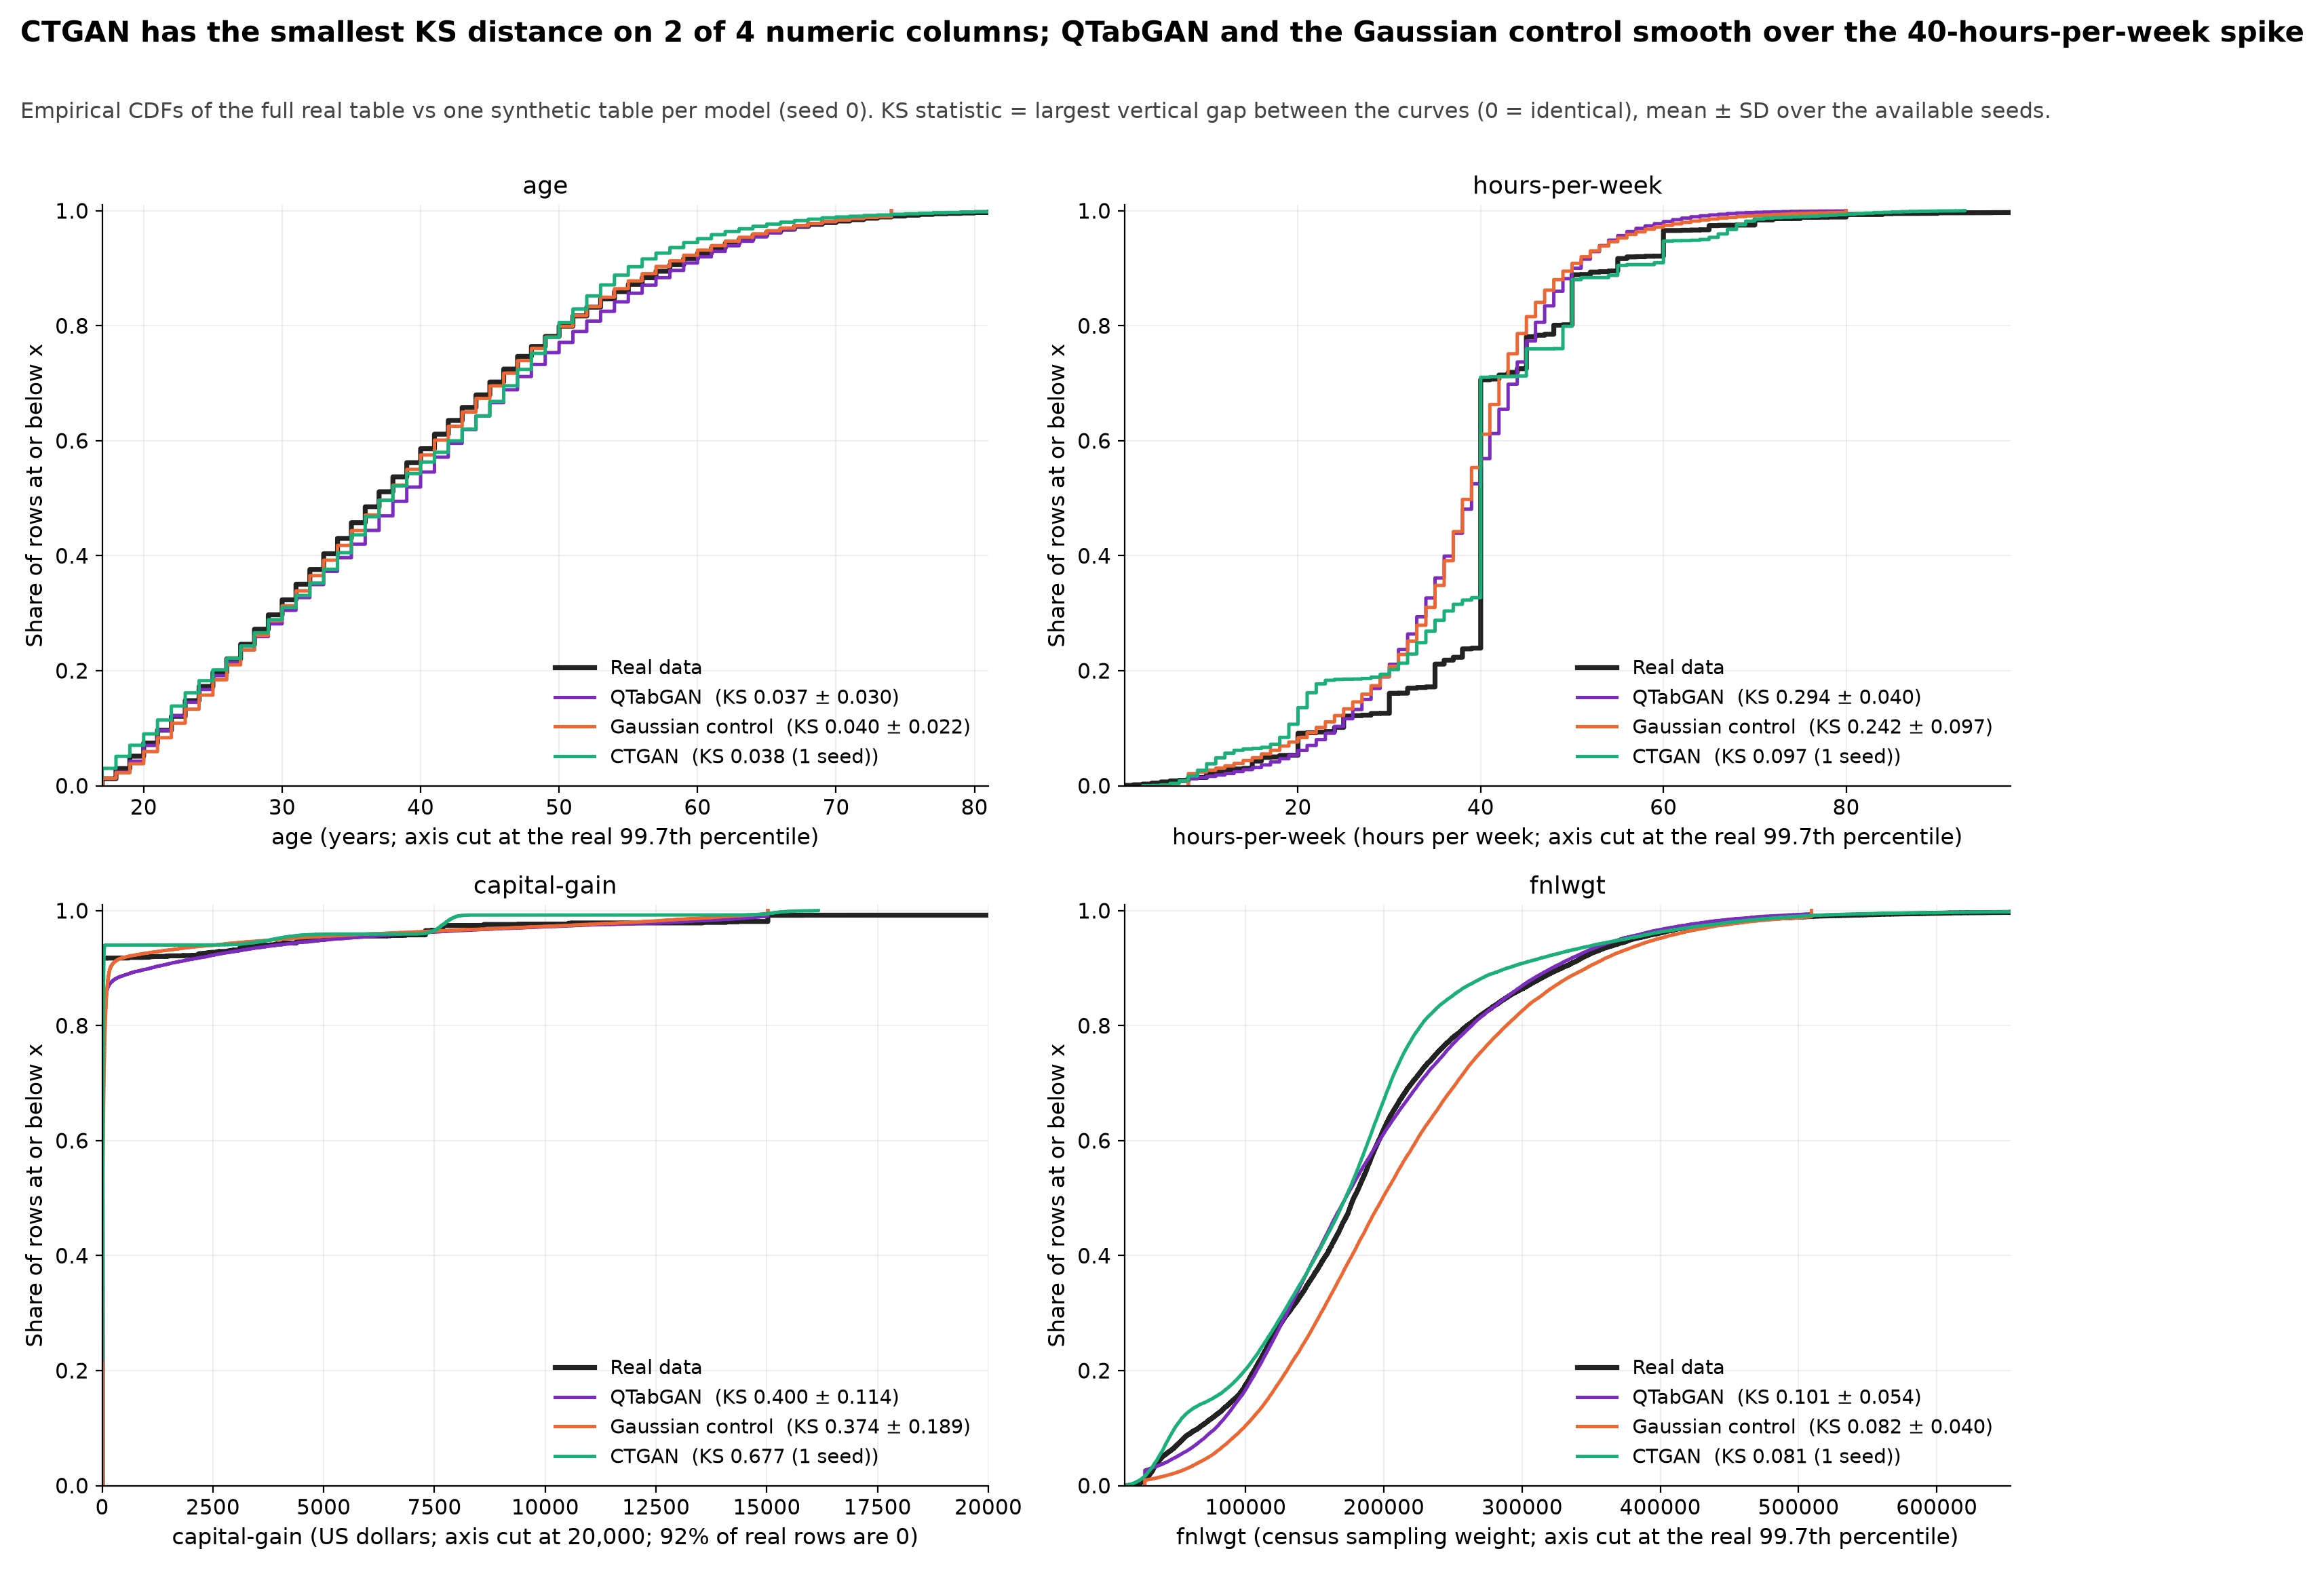 CTGAN has the smallest KS distance on 2 of 4 numeric columns; QTabGAN and the Gaussian control smooth over the 40-hours-per-week spike
Empirical CDFs of the full real table vs one synthetic table per model (seed 0). KS statistic = largest vertical gap between the curves (0 = identical), mean ± SD over the available seeds.
age
1.0
0.8
0.6
0.4
0.2
0.0
Share of rows at or below x
Real data
QTabGAN (KS 0.037 ± 0.030)
Gaussian control (KS 0.040 ± 0.022)
CTGAN (KS 0.038 (1 seed))
20 30 40 50 60 70 80
age (years; axis cut at the real 99.7th percentile)
hours-per-week
1.0
0.8
0.6
0.4
0.2
0.0
Share of rows at or below x
Real data
QTabGAN (KS 0.294 ± 0.040)
Gaussian control (KS 0.242 ± 0.097)
CTGAN (KS 0.097 (1 seed))
20 40 60 80
hours-per-week (hours per week; axis cut at the real 99.7th percentile)
capital-gain
1.0
0.8
0.6
0.4
0.2
0.0
Share of rows at or below x
Real data
QTabGAN (KS 0.400 ± 0.114)
Gaussian control (KS 0.374 ± 0.189)
CTGAN (KS 0.677 (1 seed))
0 2500 5000 7500 10000 12500 15000 17500 20000
capital-gain (US dollars; axis cut at 20,000; 92% of real rows are 0)
fnlwgt
1.0
0.8
0.6
0.4
0.2
0.0
Share of rows at or below x
Real data
QTabGAN (KS 0.101 ± 0.054)
Gaussian control (KS 0.082 ± 0.040)
CTGAN (KS 0.081 (1 seed))
100000 200000 300000 400000 500000 600000
fnlwgt (census sampling weight; axis cut at the real 99.7th percentile)